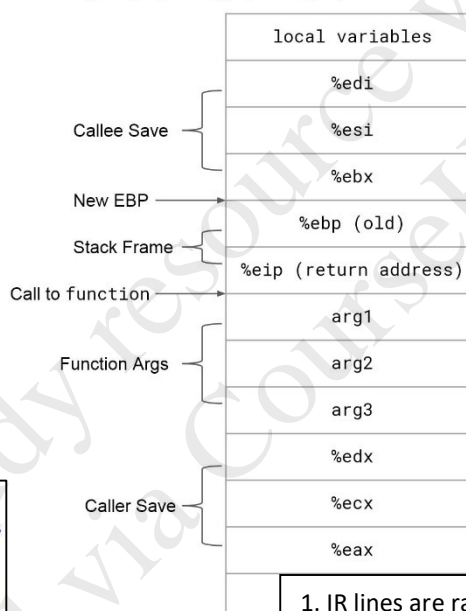 local variables
%edi
Callee Save
%esi
%ebx
New EBP
%ebp (old)
Stack Frame
%eip (return address)
Call to function
arg1
Function Args
arg2
arg3
%edx
Caller Save
%ecx
%eax
1. IR lines are ra